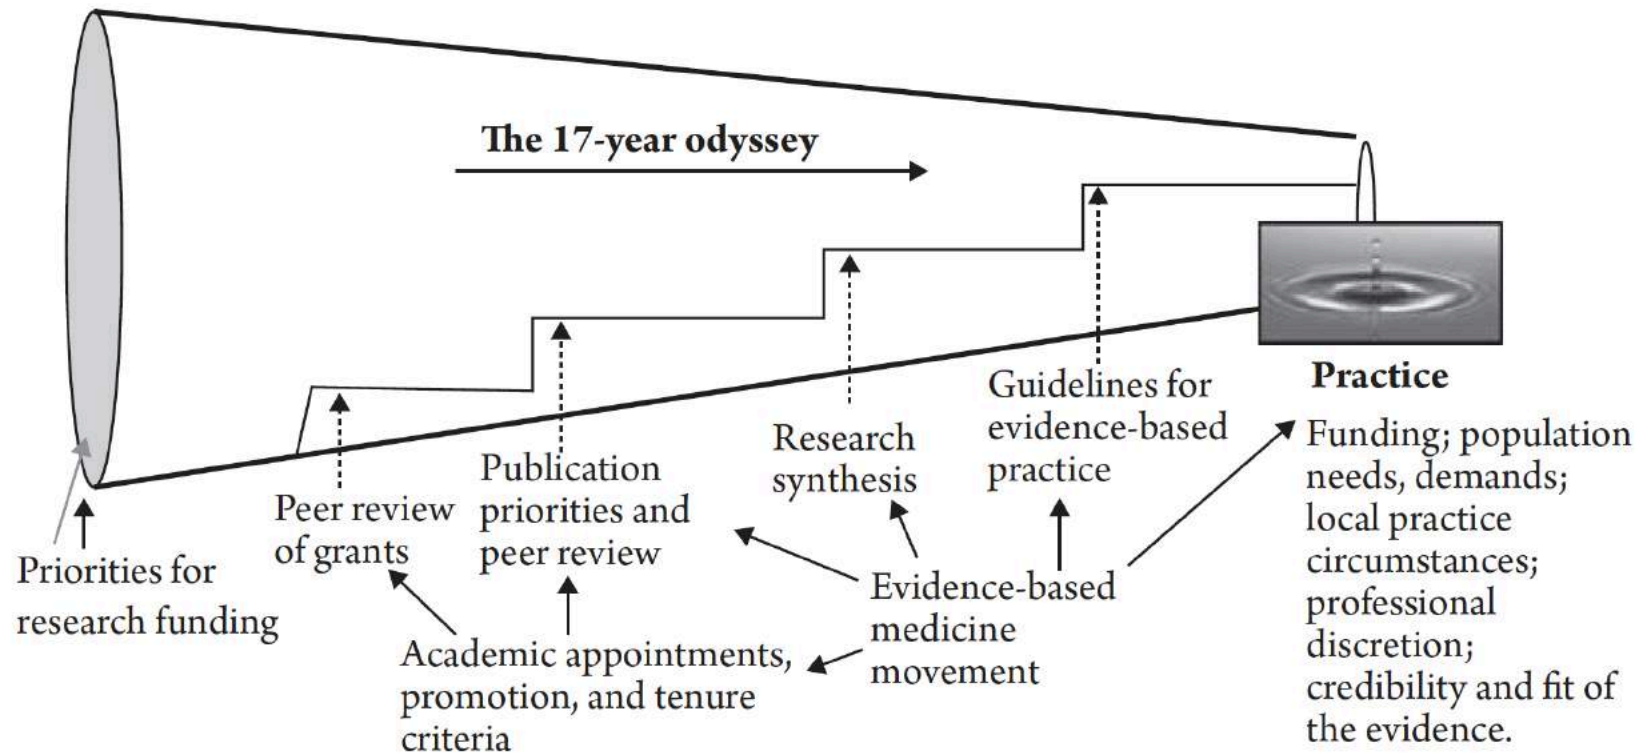 The 17-year odyssey
Priorities for
research funding
Peer review
of grants
Publication
priorities and
peer review
Academic appointments,
promotion, and tenure
criteria
Research
synthesis
Evidence-based
medicine
movement
Guidelines for
evidence-based
practice
Practice
Funding; population
needs, demands;
local practice
circumstances;
professional
discretion;
credibility and fit of
the evidence.